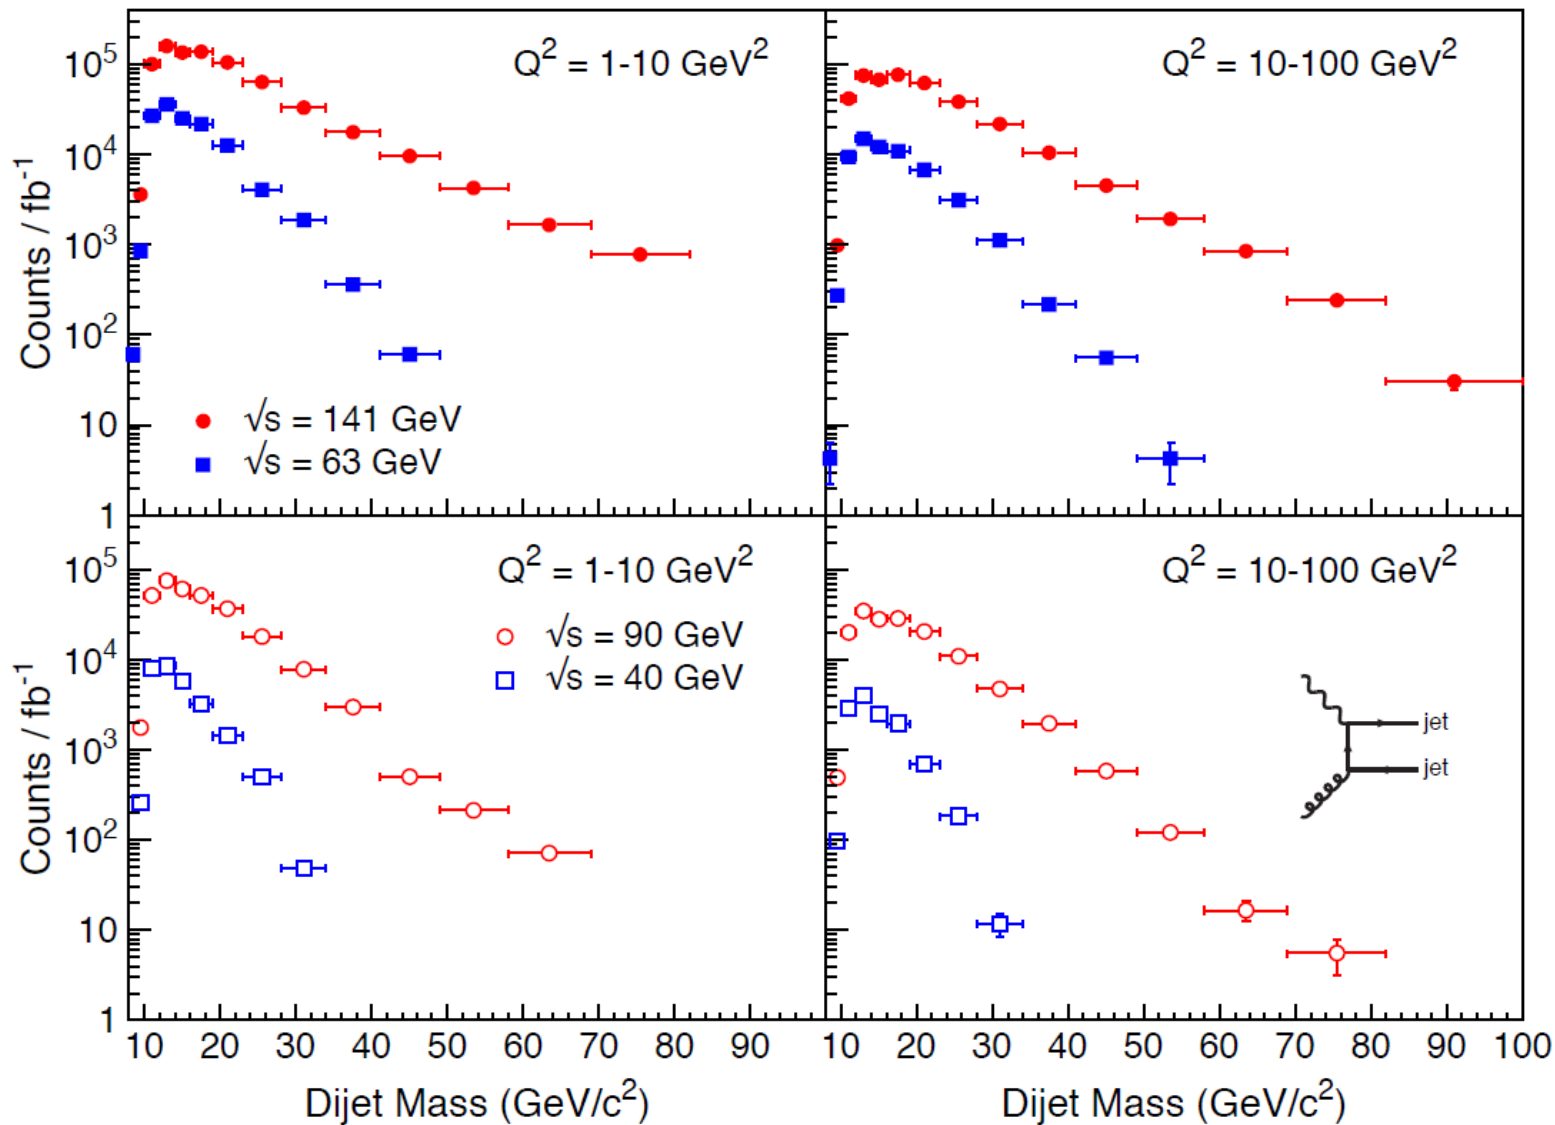 Counts / fb⁻¹
10⁵
10⁴
10³
10²
10
1
Q² = 1-10 GeV²
√s = 141 GeV
√s = 63 GeV
Q² = 10-100 GeV²
Counts / fb⁻¹
10⁵
10⁴
10³
10²
10
1
Q² = 1-10 GeV²
√s = 90 GeV
√s = 40 GeV
Q² = 10-100 GeV²
jet
jet
10 20 30 40 50 60 70 80 90
20 30 40 50 60 70 80 90 100
10
Dijet Mass (GeV/c²)
Dijet Mass (GeV/c²)